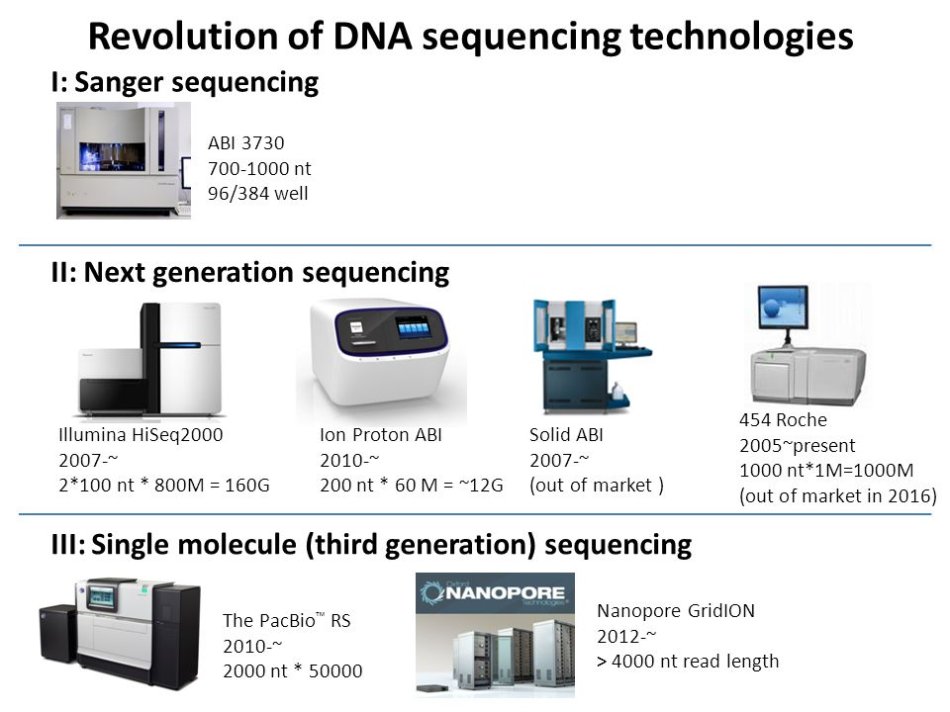 Revolution of DNA sequencing technologies
I: Sanger sequencing
ABI 3730
700-1000 nt
96/384 well
II: Next generation sequencing
Illumina HiSeq2000
2007-~
2*100 nt * 800M = 160G
Ion Proton ABI
2010-~
200 nt * 60 M = ~12G
Solid ABI
2007-~
(out of market )
454 Roche
2005~present
1000 nt*1M=1000M
(out of market in 2016)
III: Single molecule (third generation) sequencing
The PacBio™ RS
2010-~
2000 nt * 50000
Oxford
NANOPORE
Technologies®
Nanopore GridION
2012-~
> 4000 nt read length